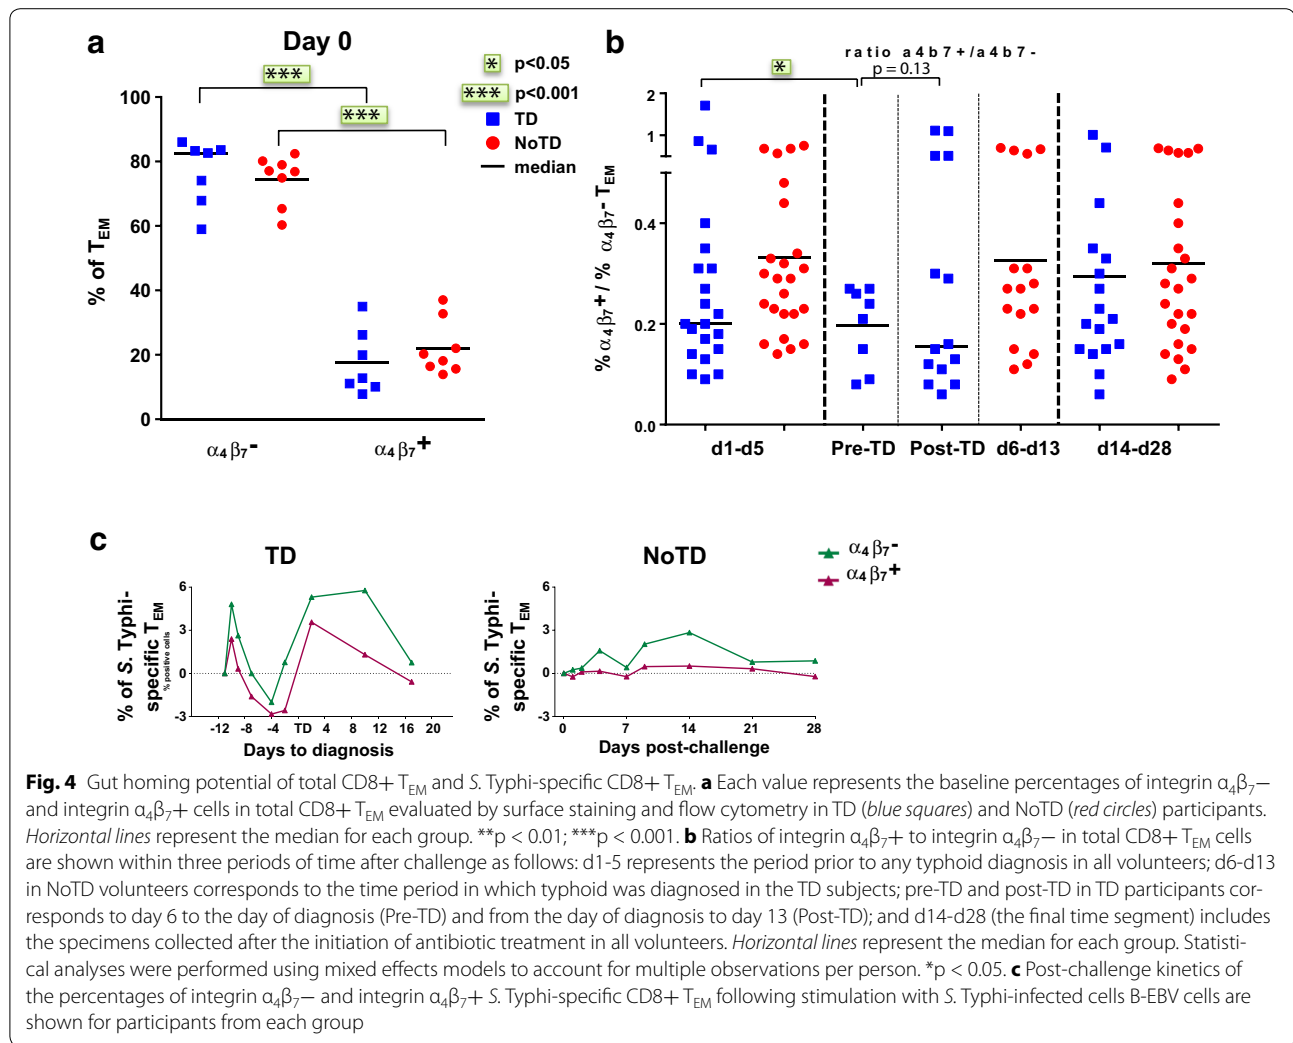 a
Day 0
* p<0.05
*** p<0.001
TD
NoTD
median
***
***
% of TEM
100
80
60
40
20
0
α4β7-
α4β7+
b
ratio a4b7+/a4b7-
p = 0.13
*
% α4β7+ / % α4β7- TEM
2
1
0.4
0.2
0.0
d1-d5
Pre-TD
Post-TD
d6-d13
d14-d28
c
TD
% of S. Typhi-
specific TEM
% positive cells
6
3
0
-3
-12 -8 -4 TD 4 8 12 16 20
Days to diagnosis
NoTD
% of S. Typhi-
specific TEM
6
3
0
-3
0 7 14 21 28
Days post-challenge
α4β7-
α4β7+
Fig. 4 Gut homing potential of total CD8+ TEM and S. Typhi-specific CD8+ TEM. a Each value represents the baseline percentages of integrin α4β7−
and integrin α4β7+ cells in total CD8+ TEM evaluated by surface staining and flow cytometry in TD (blue squares) and NoTD (red circles) participants.
Horizontal lines represent the median for each group. **p < 0.01; ***p < 0.001. b Ratios of integrin α4β7+ to integrin α4β7− in total CD8+ TEM cells
are shown within three periods of time after challenge as follows: d1-5 represents the period prior to any typhoid diagnosis in all volunteers; d6-d13
in NoTD volunteers corresponds to the time period in which typhoid was diagnosed in the TD subjects; pre-TD and post-TD in TD participants cor-
responds to day 6 to the day of diagnosis (Pre-TD) and from the day of diagnosis to day 13 (Post-TD); and d14-d28 (the final time segment) includes
the specimens collected after the initiation of antibiotic treatment in all volunteers. Horizontal lines represent the median for each group. Statisti-
cal analyses were performed using mixed effects models to account for multiple observations per person. *p < 0.05. c Post-challenge kinetics of
the percentages of integrin α4β7− and integrin α4β7+ S. Typhi-specific CD8+ TEM following stimulation with S. Typhi-infected cells B-EBV cells are
shown for participants from each group